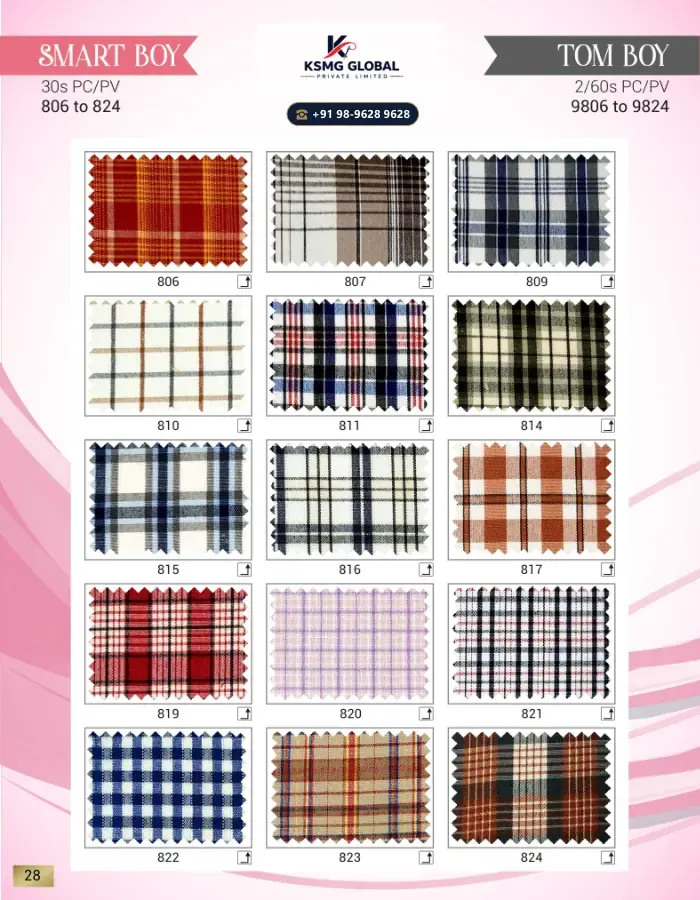 SMART BOY
30s PC/PV
806 to 824
KSMG GLOBAL
PRIVATE LIMITED
+91 98-9628 9628
TOM BOY
2/60s PC/PV
9806 to 9824
806
807
809
810
811
814
815
816
817
819
820
821
822
823
824
28